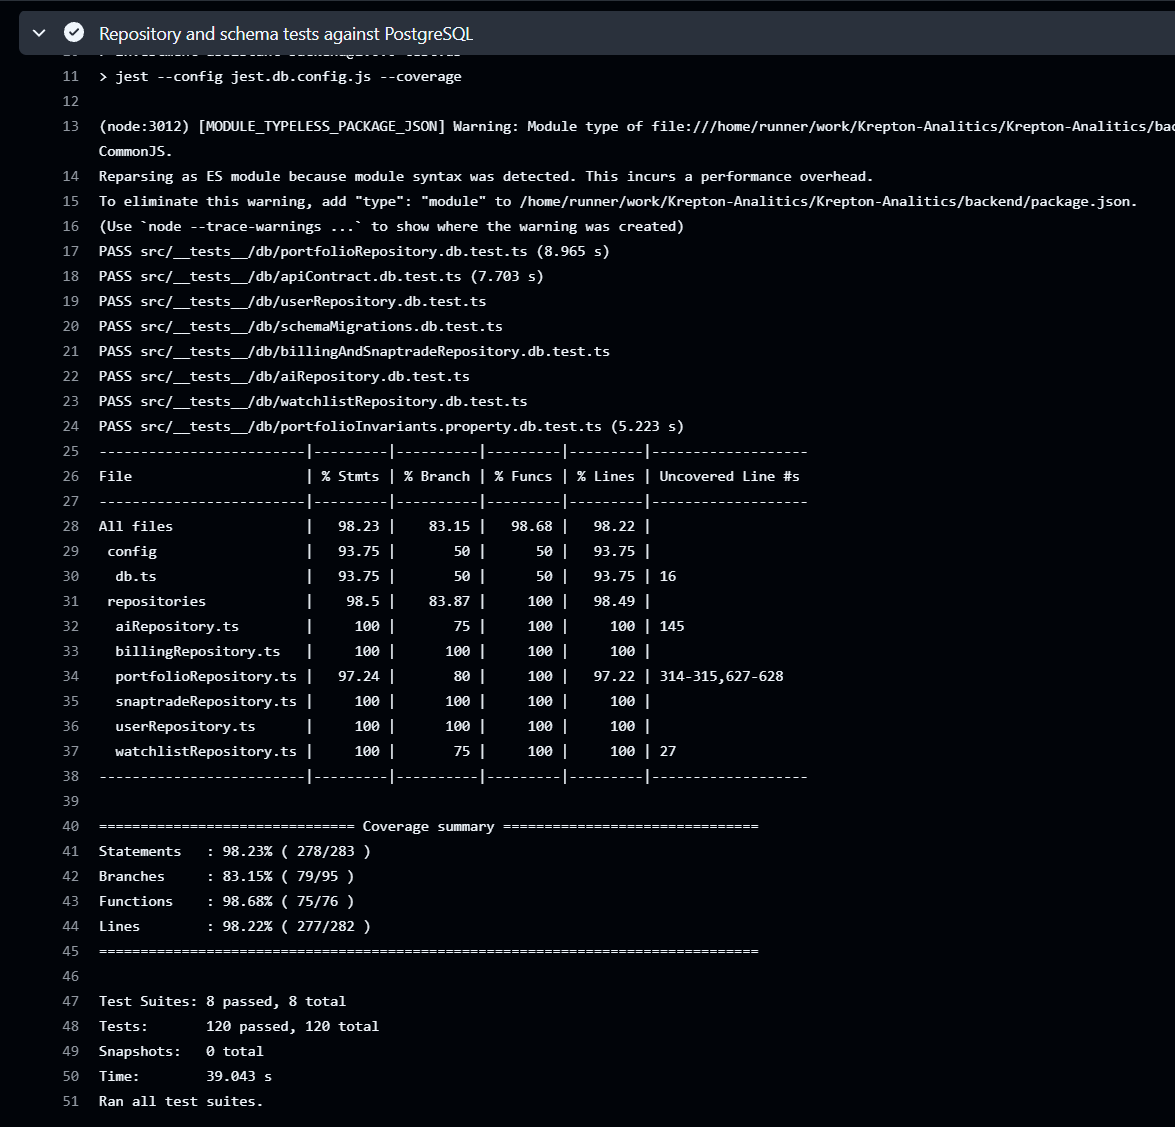 Repository and schema tests against PostgreSQL
11 > jest --config jest.db.config.js --coverage
12
13 (node:3012) [MODULE_TYPELESS_PACKAGE_JSON] Warning: Module type of file:///home/runner/work/Krepton-Analitics/Krepton-Analitics/bac
CommonJS.
14 Reparsing as ES module because module syntax was detected. This incurs a performance overhead.
15 To eliminate this warning, add "type": "module" to /home/runner/work/Krepton-Analitics/Krepton-Analitics/backend/package.json.
16 (Use `node --trace-warnings ...` to show where the warning was created)
17 PASS src/__tests__/db/portfolioRepository.db.test.ts (8.965 s)
18 PASS src/__tests__/db/apiContract.db.test.ts (7.703 s)
19 PASS src/__tests__/db/userRepository.db.test.ts
20 PASS src/__tests__/db/schemaMigrations.db.test.ts
21 PASS src/__tests__/db/billingAndSnaptradeRepository.db.test.ts
22 PASS src/__tests__/db/aiRepository.db.test.ts
23 PASS src/__tests__/db/watchlistRepository.db.test.ts
24 PASS src/__tests__/db/portfolioInvariants.property.db.test.ts (5.223 s)
25 -------------------------|---------|----------|---------|---------|-------------------
26 File                     | % Stmts | % Branch | % Funcs | % Lines | Uncovered Line #s
27 -------------------------|---------|----------|---------|---------|-------------------
28 All files                |   98.23 |    83.15 |   98.68 |   98.22 |
29  config                  |   93.75 |       50 |      50 |   93.75 |
30   db.ts                  |   93.75 |       50 |      50 |   93.75 | 16
31  repositories            |    98.5 |    83.87 |     100 |   98.49 |
32   aiRepository.ts        |     100 |       75 |     100 |     100 | 145
33   billingRepository.ts   |     100 |      100 |     100 |     100 |
34   portfolioRepository.ts |   97.24 |       80 |     100 |   97.22 | 314-315,627-628
35   snaptradeRepository.ts |     100 |      100 |     100 |     100 |
36   userRepository.ts      |     100 |      100 |     100 |     100 |
37   watchlistRepository.ts |     100 |       75 |     100 |     100 | 27
38 -------------------------|---------|----------|---------|---------|-------------------
39
40 =============================== Coverage summary ===============================
41 Statements   : 98.23% ( 278/283 )
42 Branches     : 83.15% ( 79/95 )
43 Functions    : 98.68% ( 75/76 )
44 Lines        : 98.22% ( 277/282 )
45 ================================================================================
46
47 Test Suites: 8 passed, 8 total
48 Tests:       120 passed, 120 total
49 Snapshots:   0 total
50 Time:        39.043 s
51 Ran all test suites.